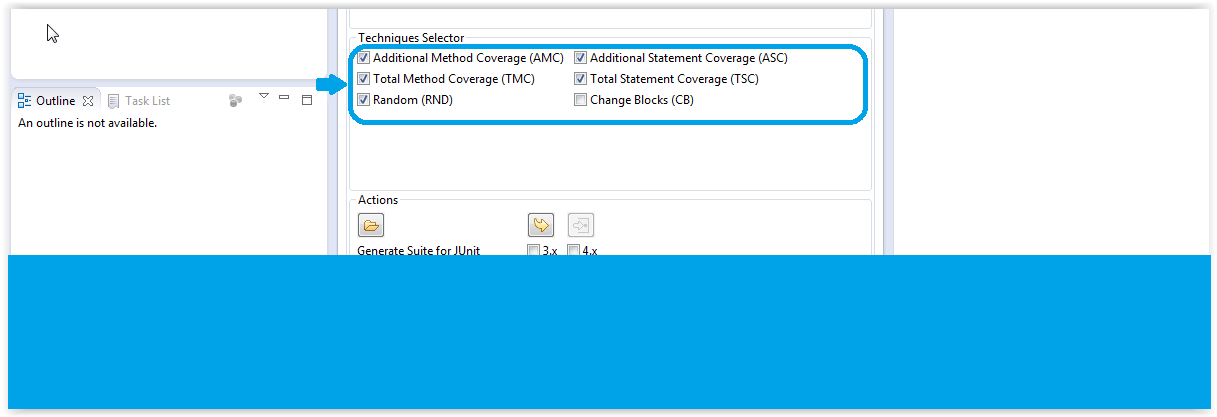 Techniques Selector
Additional Method Coverage (AMC) Additional Statement Coverage (ASC)
Total Method Coverage (TMC) Total Statement Coverage (TSC)
Random (RND) Change Blocks (CB)
Outline Task List
An outline is not available.
Actions
Generate Suite for JUnit 3.x 4.x